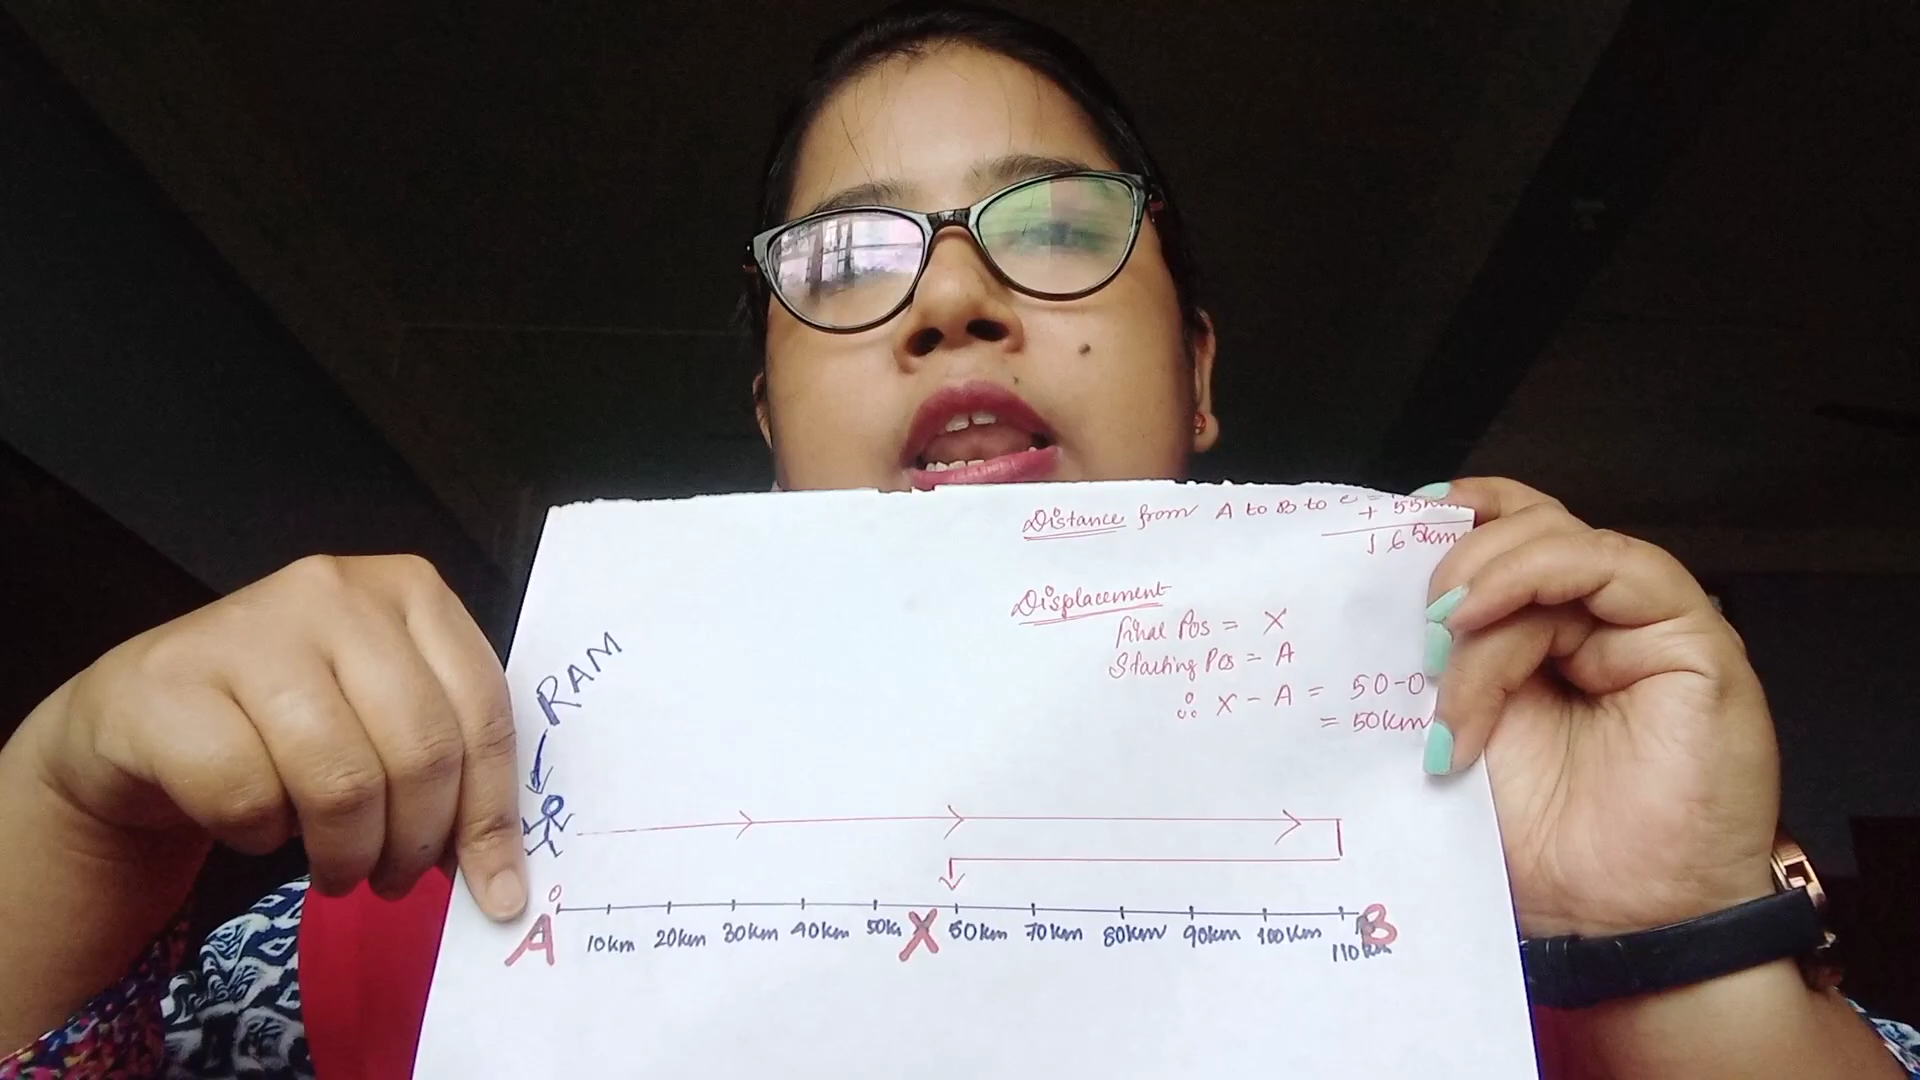 Distance from A to B to C =
+ 55km
165km
Displacement
Final Pos = X
Starting Pos = A
∴ X - A = 50-0
= 50km
RAM
0
A 10km 20km 30km 40km 50km X 50km 70km 80km 90km 100km 110km B